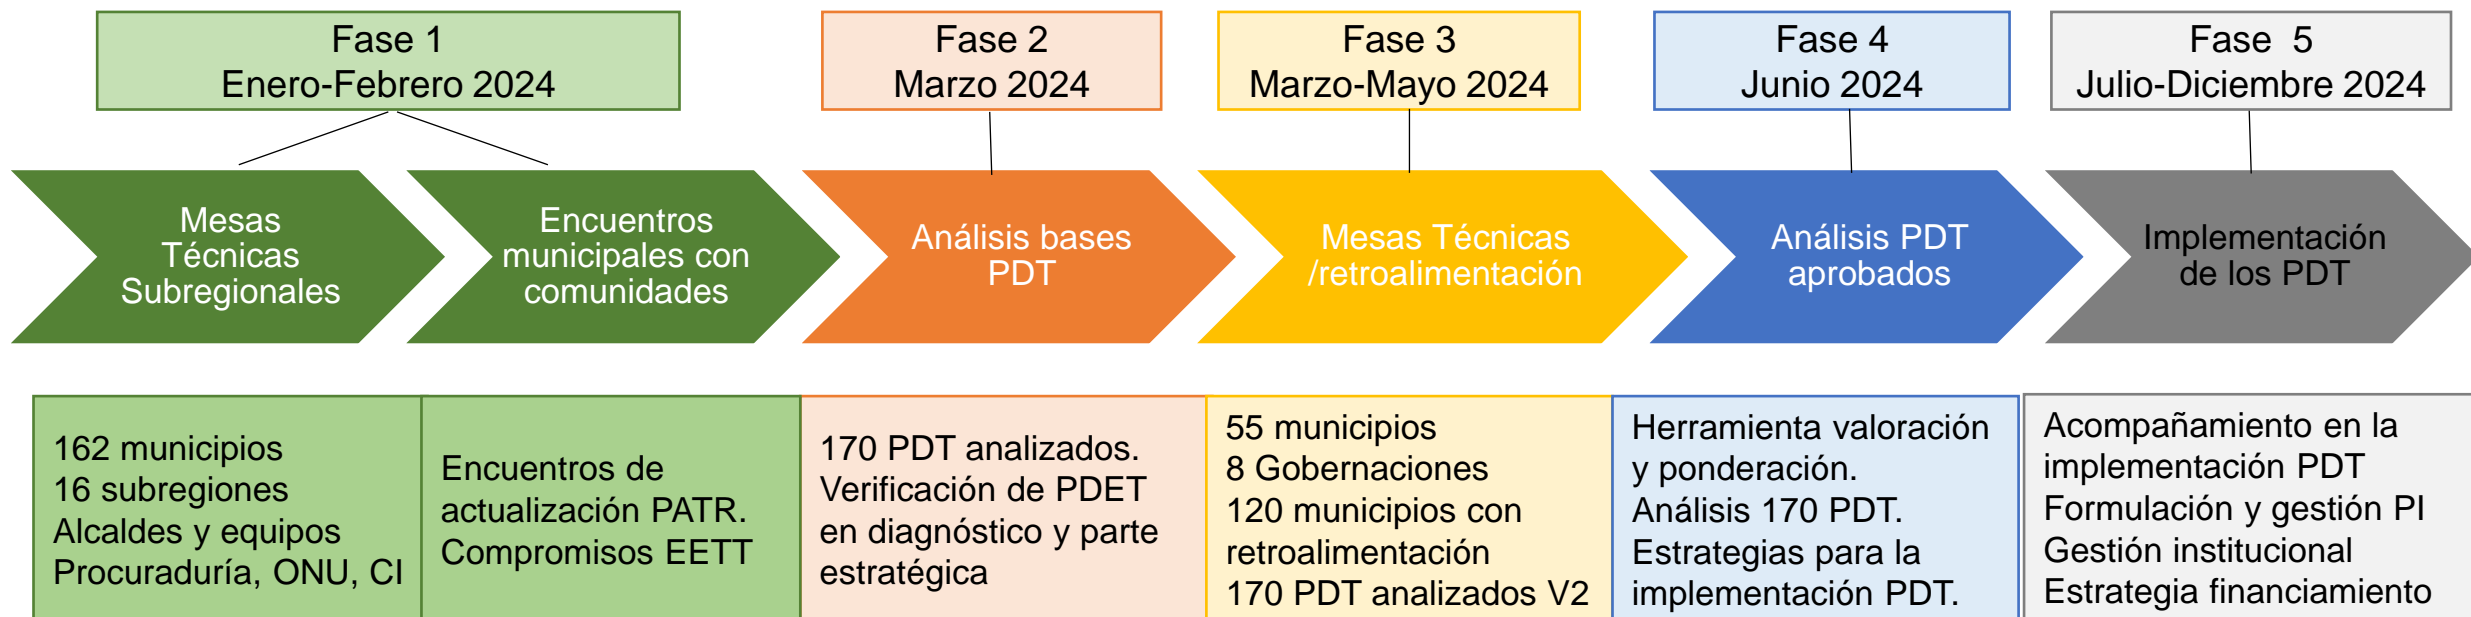 Fase 1
Enero-Febrero 2024
Fase 2
Marzo 2024
Fase 3
Marzo-Mayo 2024
Fase 4
Junio 2024
Fase 5
Julio-Diciembre 2024
Mesas
Técnicas
Subregionales
Encuentros
municipales con
comunidades
Análisis bases
PDT
Mesas Técnicas
/retroalimentación
Análisis PDT
aprobados
Implementación
de los PDT
162 municipios
16 subregiones
Alcaldes y equipos
Procuraduría, ONU, CI
Encuentros de
actualización PATR.
Compromisos EETT
170 PDT analizados.
Verificación de PDET
en diagnóstico y parte
estratégica
55 municipios
8 Gobernaciones
120 municipios con
retroalimentación
170 PDT analizados V2
Herramienta valoración
y ponderación.
Análisis 170 PDT.
Estrategias para la
implementación PDT.
Acompañamiento en la
implementación PDT
Formulación y gestión PI
Gestión institucional
Estrategia financiamiento